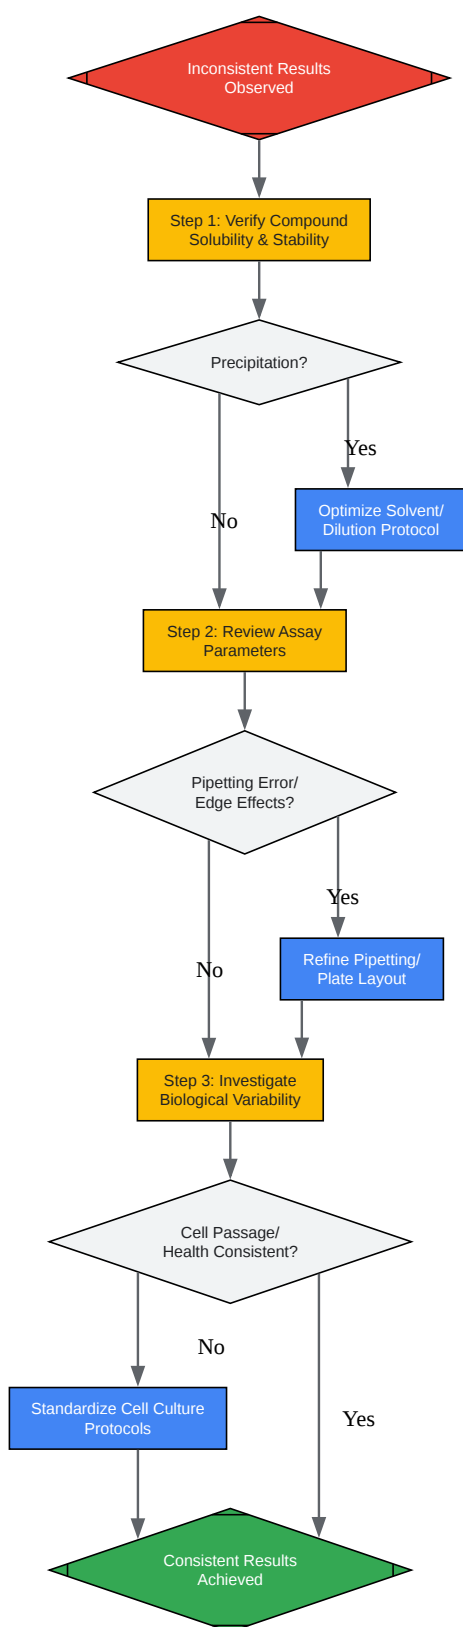 Inconsistent Results
Observed
Step 1: Verify Compound
Solubility & Stability
Precipitation?
Yes
No
Optimize Solvent/
Dilution Protocol
Step 2: Review Assay
Parameters
Pipetting Error/
Edge Effects?
Yes
No
Refine Pipetting/
Plate Layout
Step 3: Investigate
Biological Variability
Cell Passage/
Health Consistent?
No
Yes
Standardize Cell Culture
Protocols
Consistent Results
Achieved